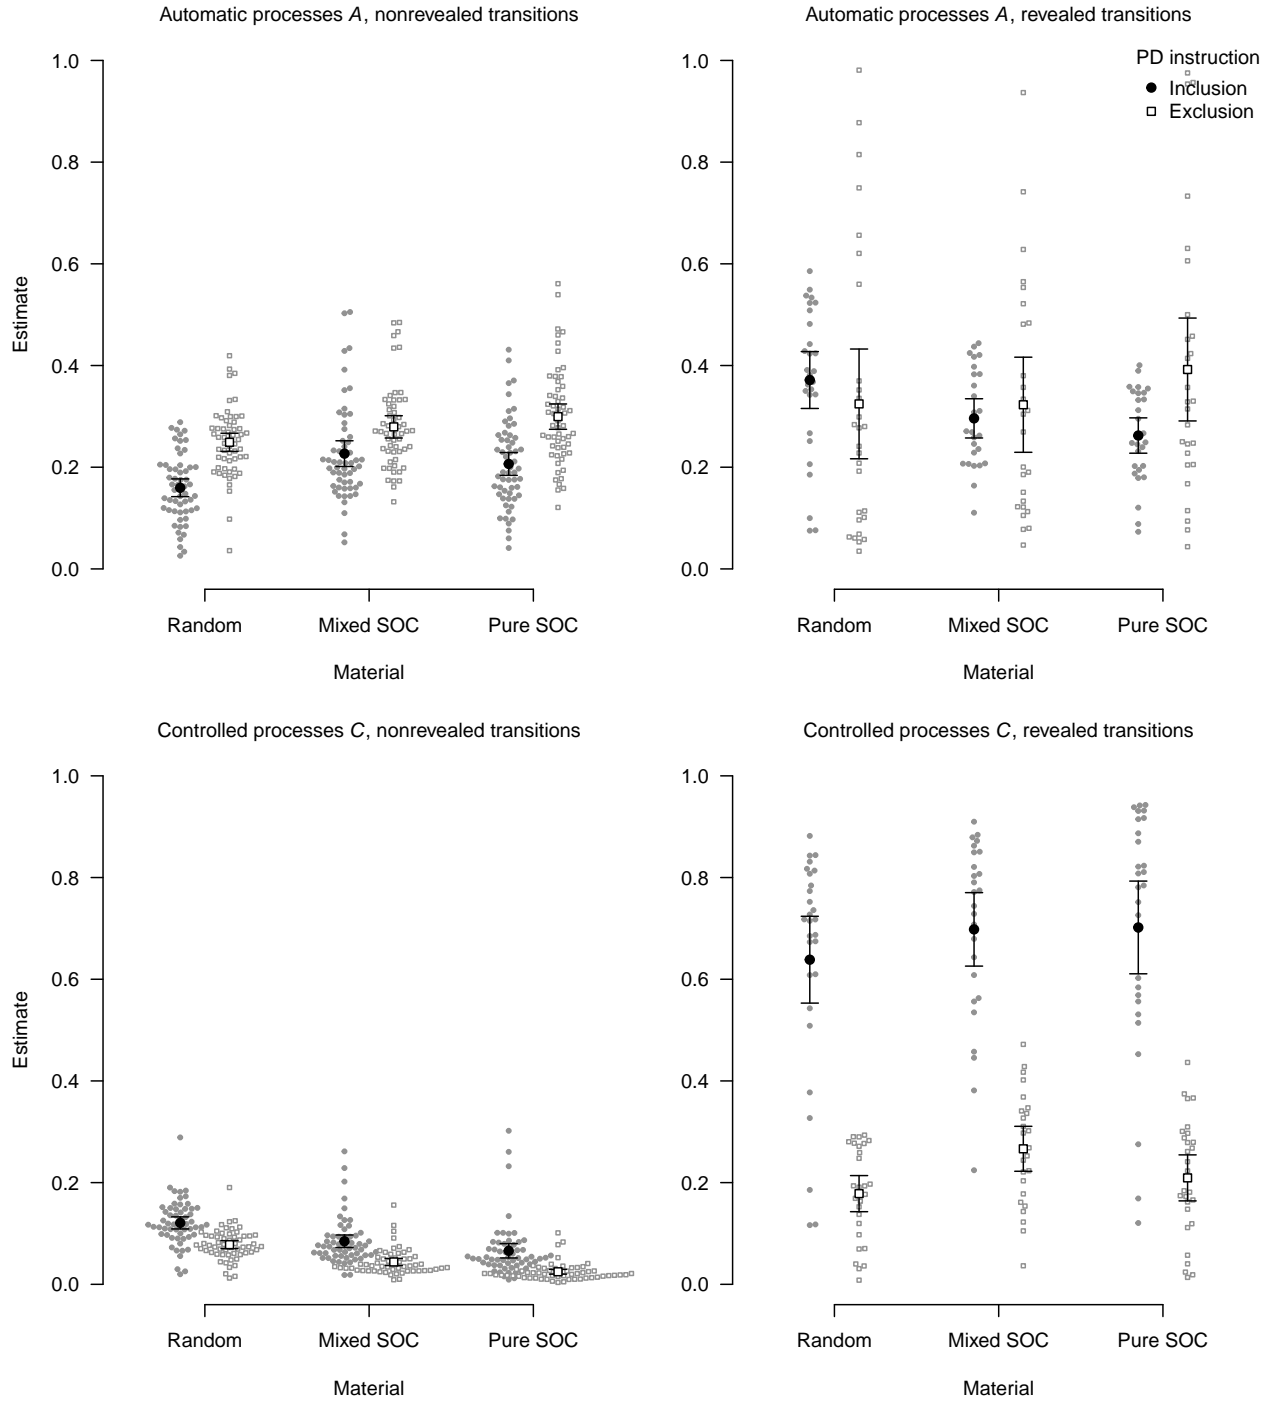 Automatic processes A, nonrevealed transitions
Estimate
1.0
0.8
0.6
0.4
0.2
0.0
Random Mixed SOC Pure SOC
Material
Automatic processes A, revealed transitions
PD instruction
Inclusion
Exclusion
1.0
0.8
0.6
0.4
0.2
0.0
Random Mixed SOC Pure SOC
Material
Controlled processes C, nonrevealed transitions
Estimate
1.0
0.8
0.6
0.4
0.2
0.0
Random Mixed SOC Pure SOC
Material
Controlled processes C, revealed transitions
1.0
0.8
0.6
0.4
0.2
0.0
Random Mixed SOC Pure SOC
Material